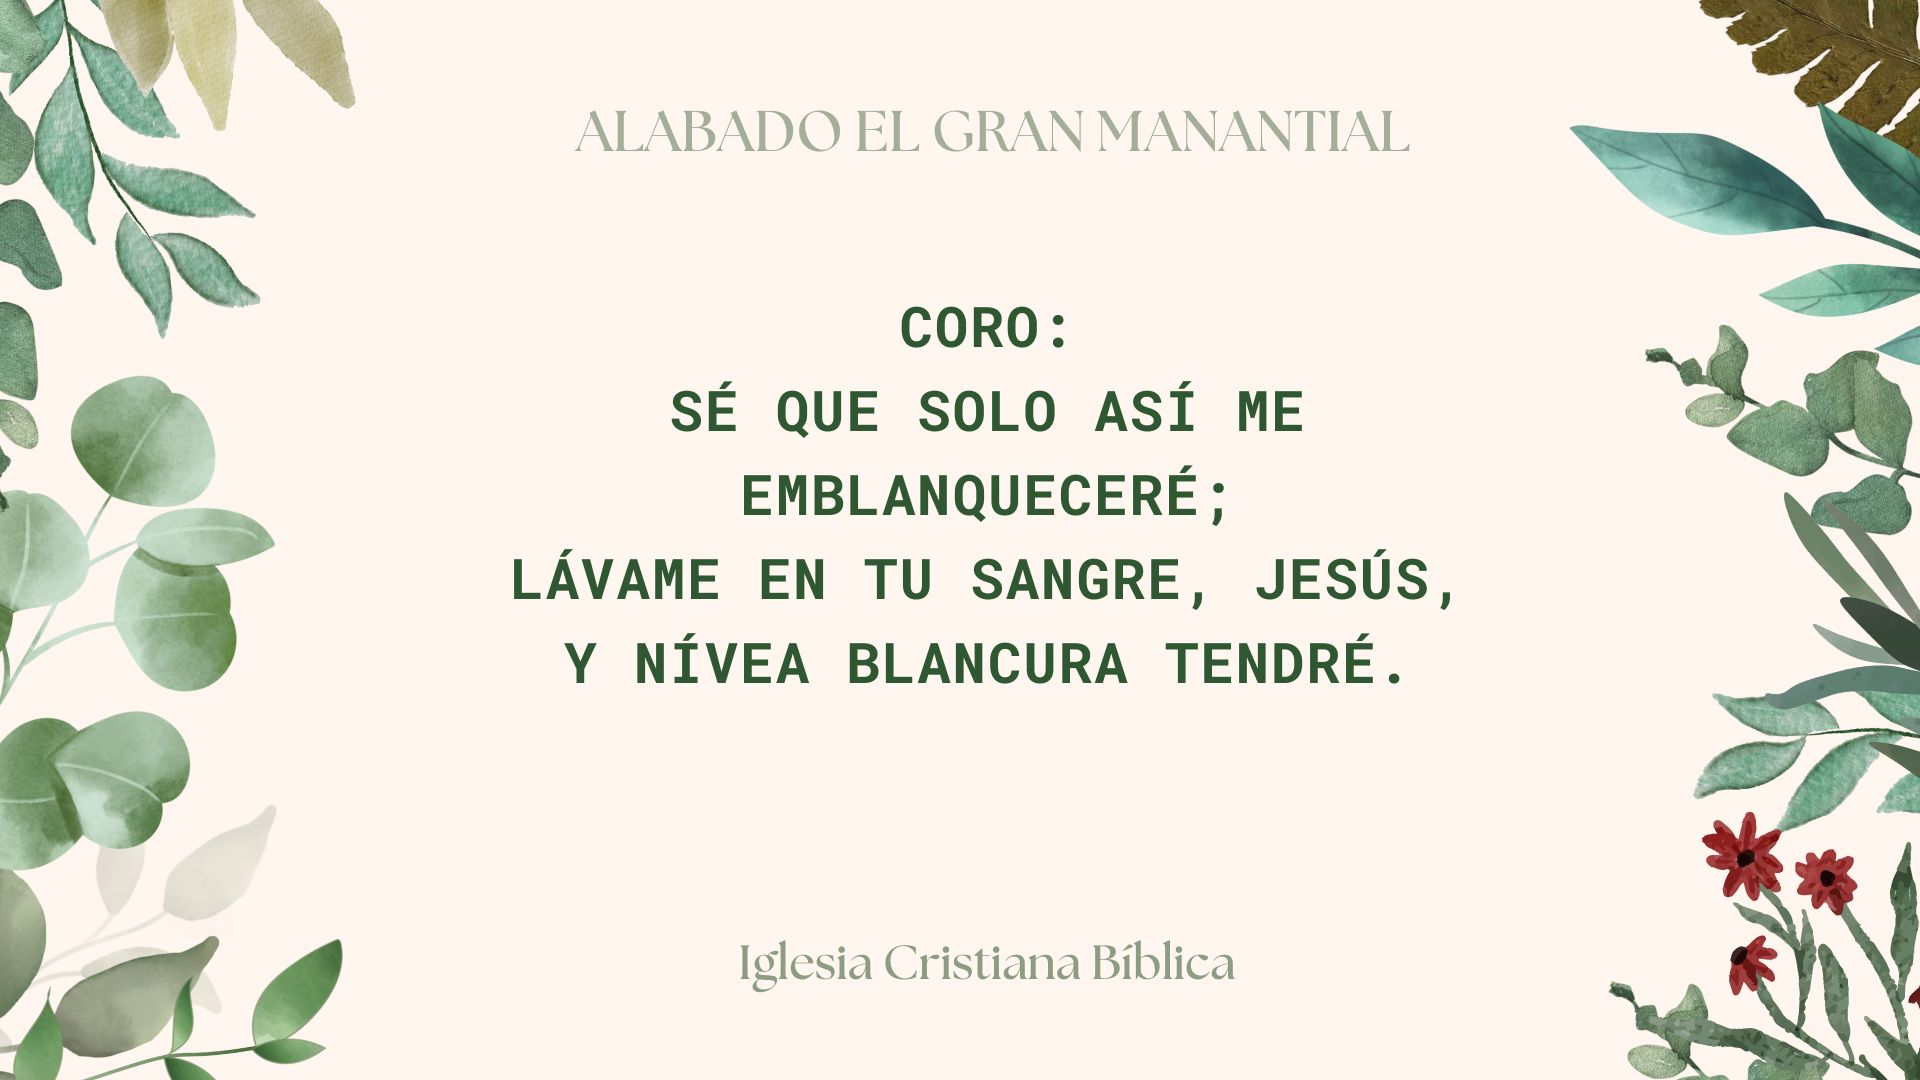 ALABADO EL GRAN MANANTIAL
CORO:
SÉ QUE SOLO ASÍ ME
EMBLANQUECERÉ;
LÁVAME EN TU SANGRE, JESÚS,
Y NÍVEA BLANCURA TENDRÉ.
Iglesia Cristiana Bíblica